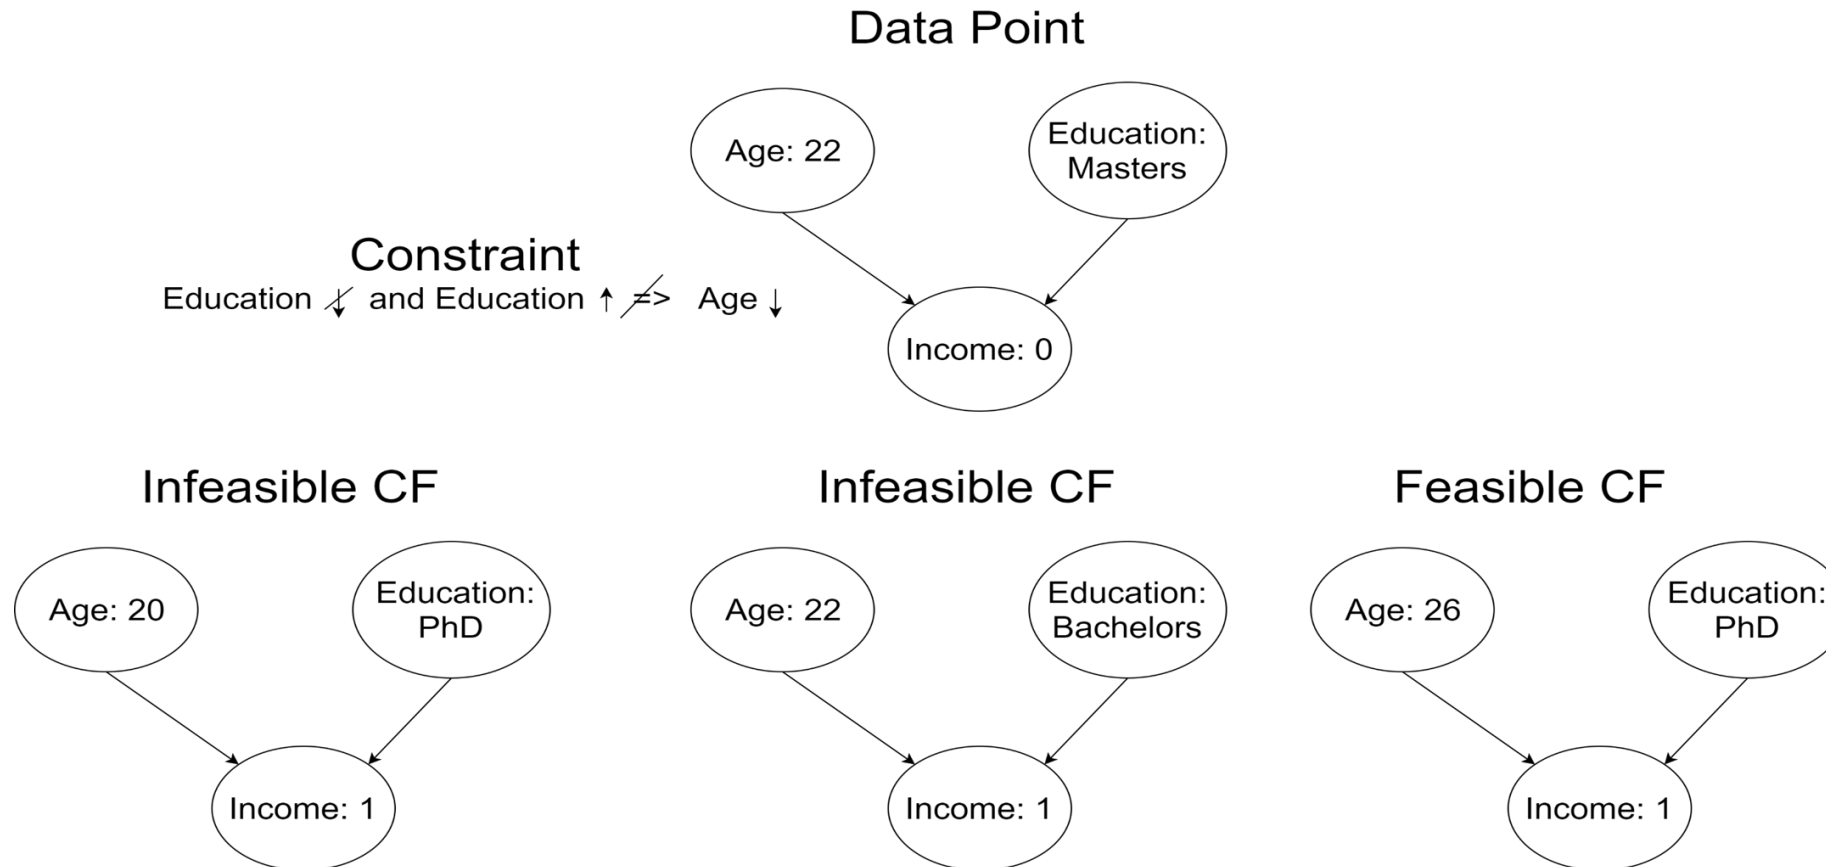 Data Point
Age: 22
Education:
Masters
Constraint
Education ↓̸ and Education ↑ ≠> Age ↓
Income: 0
Infeasible CF
Infeasible CF
Feasible CF
Age: 20
Education:
PhD
Age: 22
Education:
Bachelors
Age: 26
Education:
PhD
Income: 1
Income: 1
Income: 1